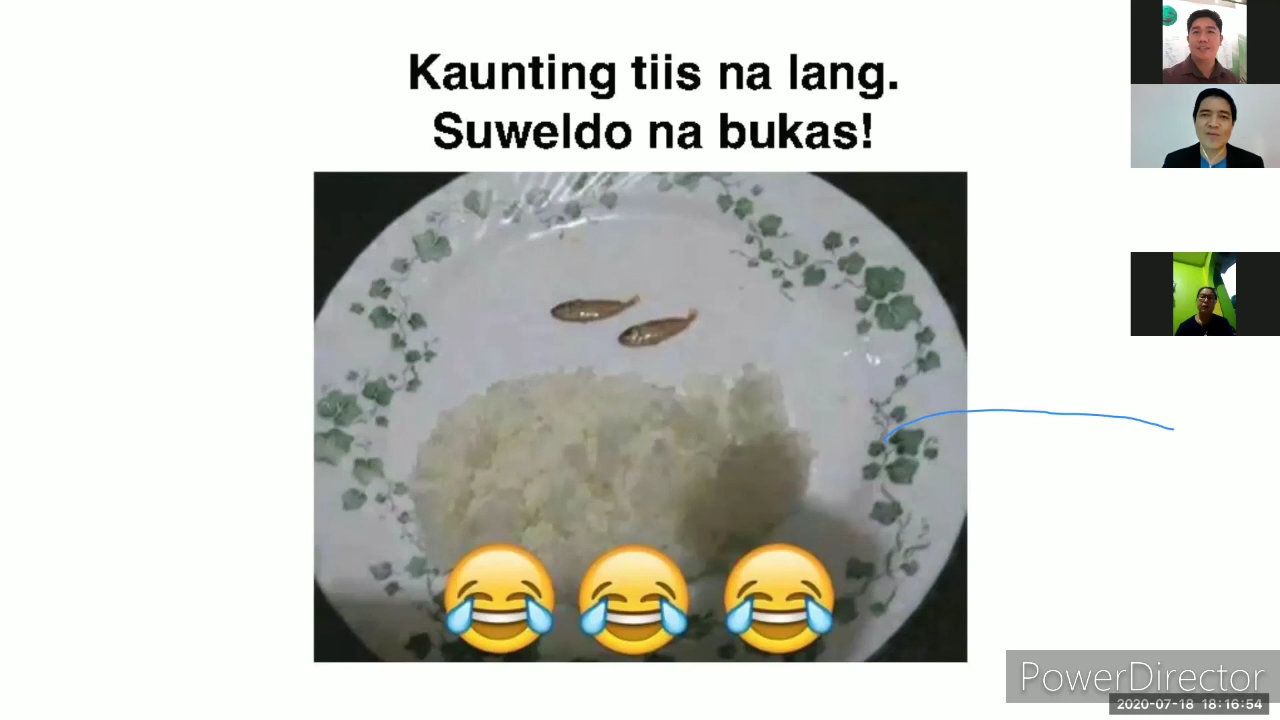 Kaunting tiis na lang.
Suweldo na bukas!
PowerDirector
2020-07-18 18:16:54